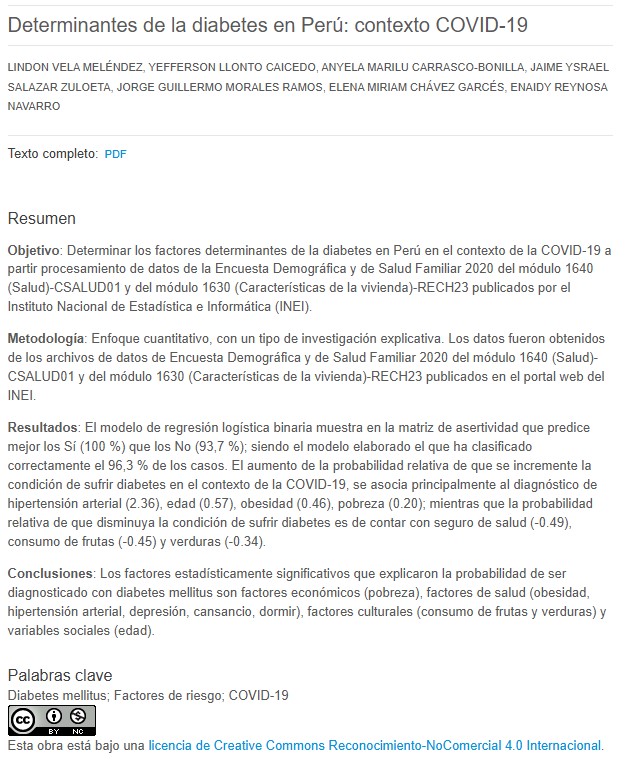 Determinantes de la diabetes en Perú: contexto COVID-19
LINDON VELA MELÉNDEZ, YEFFERSON LLONTO CAICEDO, ANYELA MARILU CARRASCO-BONILLA, JAIME YSRAEL
SALAZAR ZULOETA, JORGE GUILLERMO MORALES RAMOS, ELENA MIRIAM CHÁVEZ GARCÉS, ENAIDY REYNOSA
NAVARRO
Texto completo: PDF
Resumen
Objetivo: Determinar los factores determinantes de la diabetes en Perú en el contexto de la COVID-19 a
partir procesamiento de datos de la Encuesta Demográfica y de Salud Familiar 2020 del módulo 1640
(Salud)-CSALUD01 y del módulo 1630 (Características de la vivienda)-RECH23 publicados por el
Instituto Nacional de Estadística e Informática (INEI).
Metodología: Enfoque cuantitativo, con un tipo de investigación explicativa. Los datos fueron obtenidos
de los archivos de datos de Encuesta Demográfica y de Salud Familiar 2020 del módulo 1640 (Salud)-
CSALUD01 y del módulo 1630 (Características de la vivienda)-RECH23 publicados en el portal web del
INEI.
Resultados: El modelo de regresión logística binaria muestra en la matriz de asertividad que predice
mejor los Sí (100 %) que los No (93,7 %); siendo el modelo elaborado el que ha clasificado
correctamente el 96,3 % de los casos. El aumento de la probabilidad relativa de que se incremente la
condición de sufrir diabetes en el contexto de la COVID-19, se asocia principalmente al diagnóstico de
hipertensión arterial (2.36), edad (0.57), obesidad (0.46), pobreza (0.20); mientras que la probabilidad
relativa de que disminuya la condición de sufrir diabetes es de contar con seguro de salud (-0.49),
consumo de frutas (-0.45) y verduras (-0.34).
Conclusiones: Los factores estadísticamente significativos que explicaron la probabilidad de ser
diagnosticado con diabetes mellitus son factores económicos (pobreza), factores de salud (obesidad,
hipertensión arterial, depresión, cansancio, dormir), factores culturales (consumo de frutas y verduras) y
variables sociales (edad).
Palabras clave
Diabetes mellitus; Factores de riesgo; COVID-19
cc BY NC
Esta obra está bajo una licencia de Creative Commons Reconocimiento-NoComercial 4.0 Internacional.